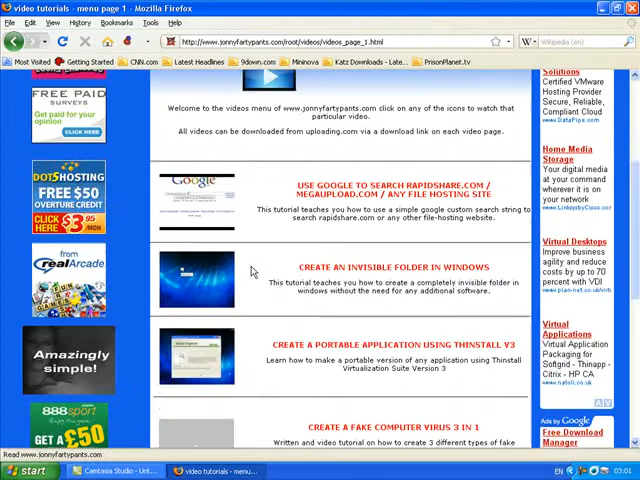 video tutorials - menu page 1 - Mozilla Firefox
File Edit View History Bookmarks Tools Help
http://www.jonnyfartypants.com/root/videos/videos_page_1.html
Wikipedia (en)
Most Visited Getting Started CNN.com Latest Headlines 9down.com Mininova Katz Downloads - Late... PrisonPlanet.tv
FREE PAID
SURVEYS
Get paid for your
opinion
CLICK HERE
DOT5HOSTING
FREE $50
OVERTURE CREDIT
CLICK
HERE
$3.95
/MO
from
realArcade
Amazingly
simple!
888sport
GET A £50
Welcome to the videos menu of www.jonnyfartypants.com click on any of the icons to watch that
particular video.
All videos can be downloaded from uploading.com via a download link on each video page.
Google
USE GOOGLE TO SEARCH RAPIDSHARE.COM /
MEGAUPLOAD.COM / ANY FILE HOSTING SITE
This tutorial teaches you how to use a simple google custom search string to
search rapidshare.com or any other file-hosting website.
CREATE AN INVISIBLE FOLDER IN WINDOWS
This tutorial teaches you how to create a completely invisible folder in
windows without the need for any additional software.
CREATE A PORTABLE APPLICATION USING THINSTALL V3
Learn how to make a portable version of any application using Thinstall
Virtualization Suite Version 3
CREATE A FAKE COMPUTER VIRUS 3 IN 1
Written and video tutorial on how to create 3 different types of fake
Solutions
Certified VMware
Hosting Provider
Secure, Reliable,
Compliant Cloud
www.DataPipe.com
Home Media
Storage
Your digital media
at your command
wherever it is on
your network
Virtual Desktops
Improve business
agility and reduce
costs by up to 70
percent with VDI
www.plan-net.co.uk/virt
Virtual
Applications
Virtual Application
Packaging for
Softgrid - Thinapp -
Citrix - HP CA
www.natoli.co.uk
Ads by Google
Free Download
Manager
Read www.jonnyfartypants.com
start
Camtasia Studio - Unt...
video tutorials - menu...
EN
03:01